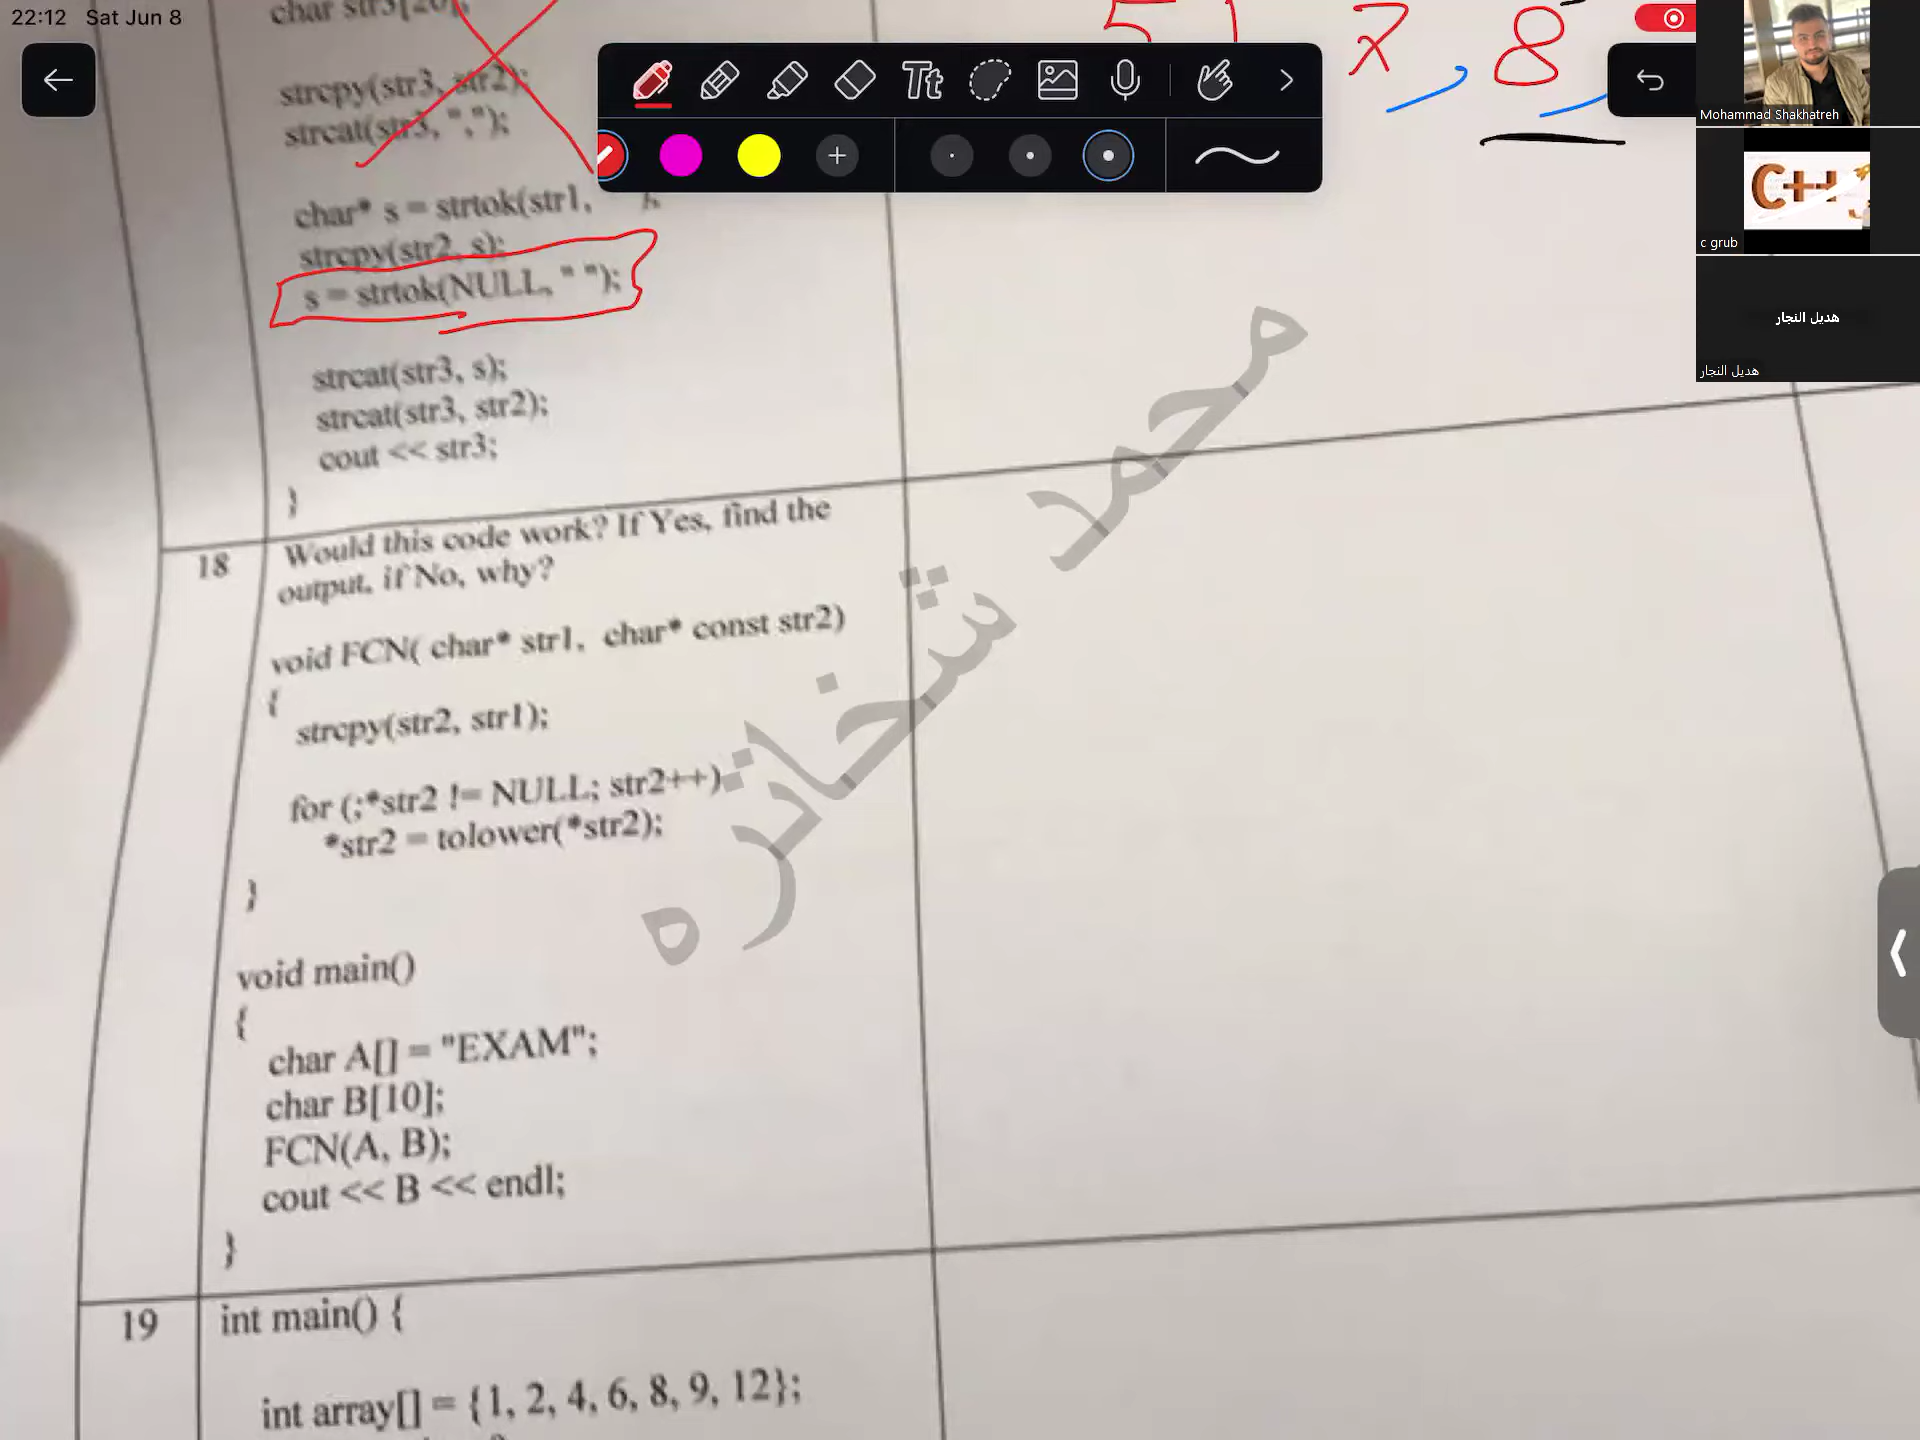 22:12 Sat Jun 8
char str3[20];
strcpy(str3, str2);
strcat(str3, ",");
char* s = strtok(str1,
strcpy(str2, s);
s = strtok(NULL, " ");
strcat(str3, s);
strcat(str3, str2);
cout << str3;
}
18
Would this code work? If Yes, find the
output, if No, why?
void FCN( char* str1, char* const str2)
{
strcpy(str2, str1);
for (;*str2 != NULL; str2++)
*str2 = tolower(*str2);
}
void main()
{
char A[] = "EXAM";
char B[10];
FCN(A, B);
cout << B << endl;
}
19
int main() {
int array[] = {1, 2, 4, 6, 8, 9, 12};
Tt
7, 8
Mohammad Shakhatreh
C++
c grub
هديل النجار
هديل النجار
محمد شخاتره